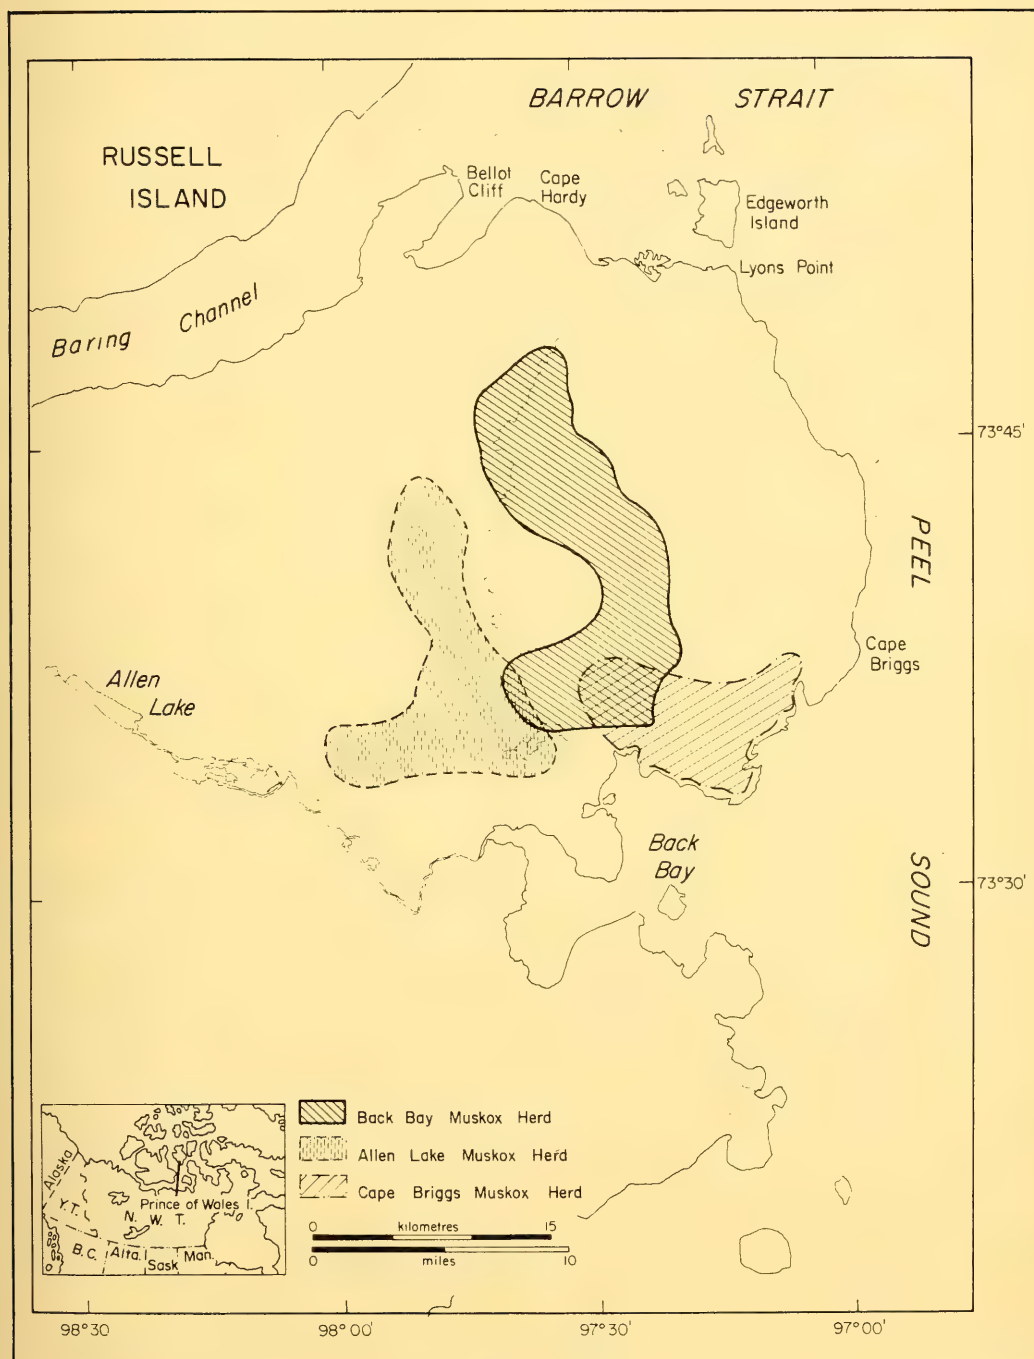 BARROW STRAIT
RUSSELL
ISLAND
Bellot
Cliff
Cape
Hardy
Edgeworth
Island
Lyons Point
Baring Channel
73°45'
PEEL
Cape
Briggs
Allen
Lake
Back
Bay
73°30'
SOUND
Back Bay Muskox Herd
Allen Lake Muskox Herd
Cape Briggs Muskox Herd
Alaska
Y.T.
Prince of Wales I.
N.
W. T.
B.C.
Alta.
Sask
Man.
0 kilometres 15
0 miles 10
98°30'
98°00'
97°30'
97°00'